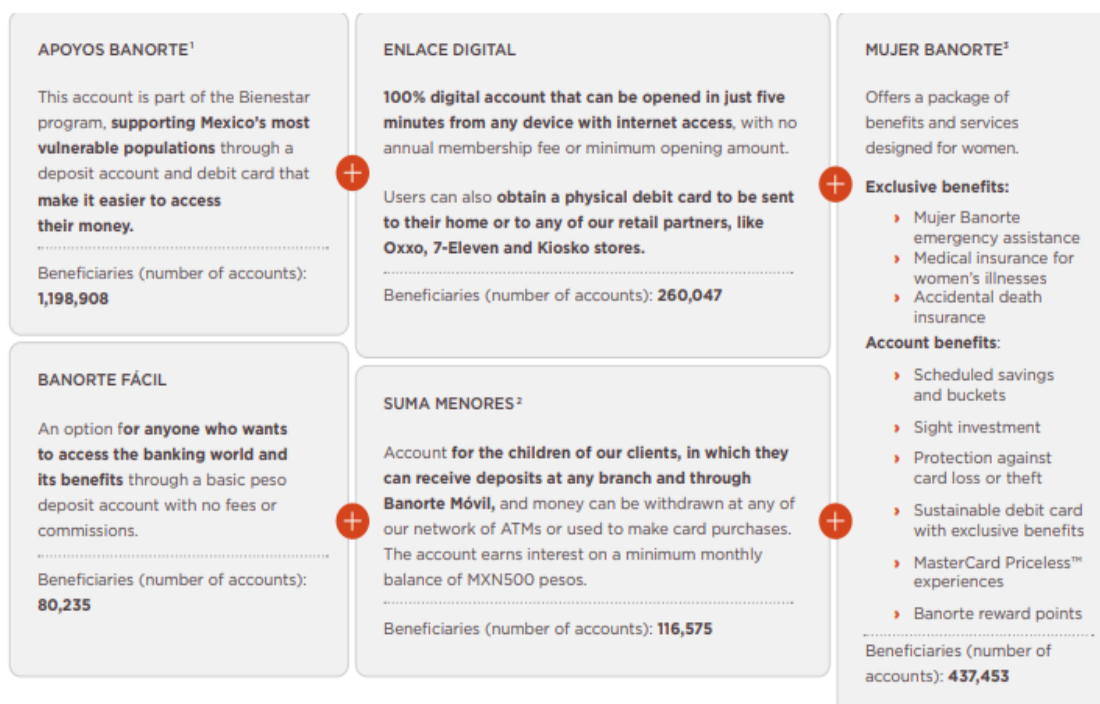 APOYOS BANORTE¹
This account is part of the Bienestar
program, supporting Mexico's most
vulnerable populations through a
deposit account and debit card that
make it easier to access
their money.
Beneficiaries (number of accounts):
1,198,908
BANORTE FÁCIL
An option for anyone who wants
to access the banking world and
its benefits through a basic peso
deposit account with no fees or
commissions.
Beneficiaries (number of accounts):
80,235
ENLACE DIGITAL
100% digital account that can be opened in just five
minutes from any device with internet access, with no
annual membership fee or minimum opening amount.
Users can also obtain a physical debit card to be sent
to their home or to any of our retail partners, like
Oxxo, 7-Eleven and Kiosko stores.
Beneficiaries (number of accounts): 260,047
SUMA MENORES²
Account for the children of our clients, in which they
can receive deposits at any branch and through
Banorte Móvil, and money can be withdrawn at any of
our network of ATMs or used to make card purchases.
The account earns interest on a minimum monthly
balance of MXN500 pesos.
Beneficiaries (number of accounts): 116,575
MUJER BANORTE³
Offers a package of
benefits and services
designed for women.
Exclusive benefits:
› Mujer Banorte
emergency assistance
› Medical insurance for
women's illnesses
› Accidental death
insurance
Account benefits:
› Scheduled savings
and buckets
› Sight investment
› Protection against
card loss or theft
› Sustainable debit card
with exclusive benefits
› MasterCard Priceless™
experiences
› Banorte reward points
Beneficiaries (number of
accounts): 437,453